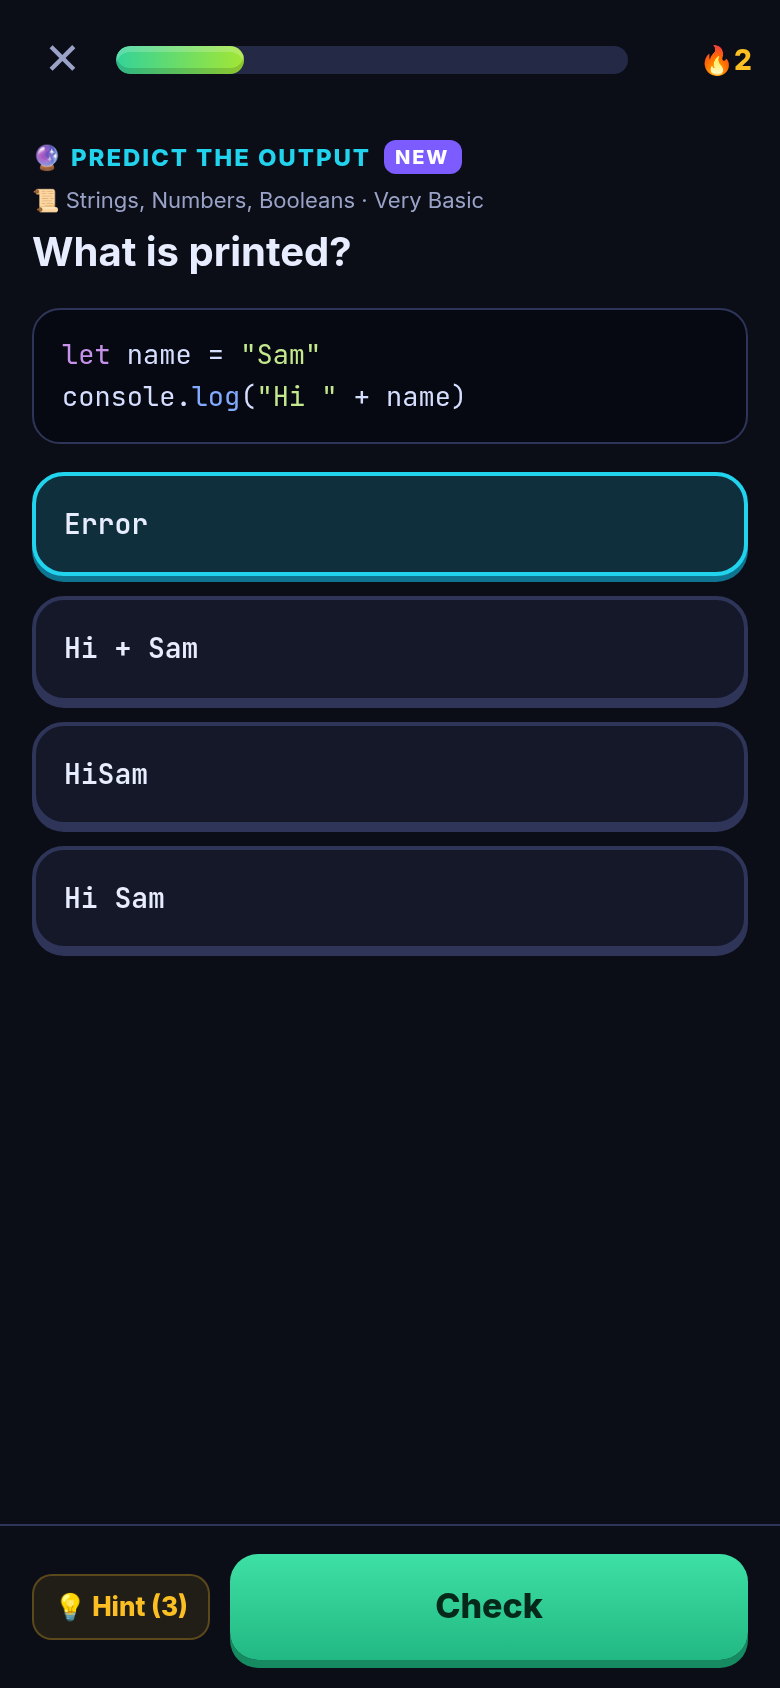 ✕ 🔥2
🔮 PREDICT THE OUTPUT NEW
📜 Strings, Numbers, Booleans · Very Basic
What is printed?
let name = "Sam"
console.log("Hi " + name)
Error
Hi + Sam
HiSam
Hi Sam
💡 Hint (3)
Check